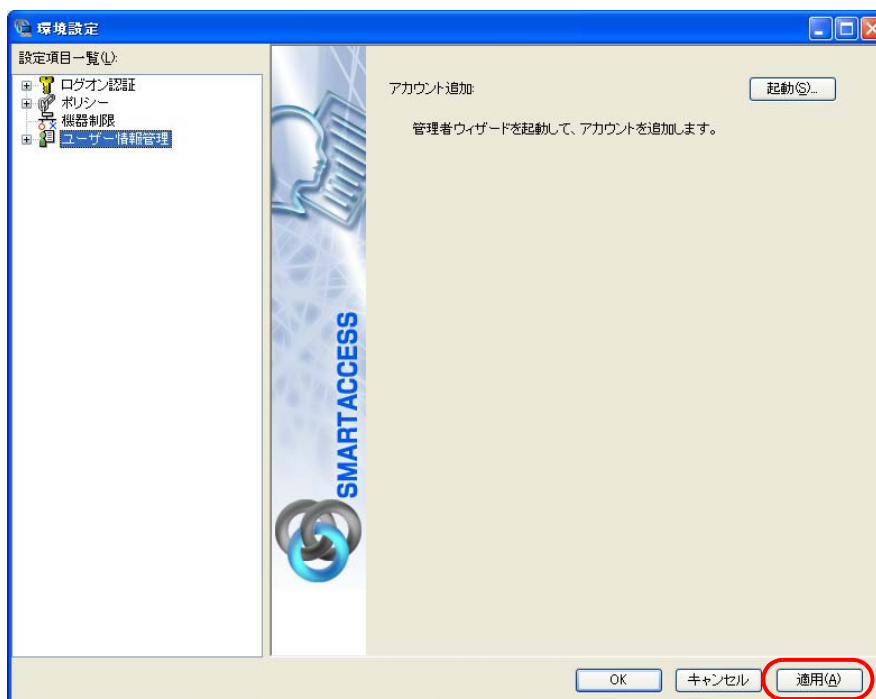 環境設定
設定項目一覧(L):
ログオン認証
ポリシー
機器制限
ユーザー情報管理
アカウント追加:
起動(S)...
管理者ウィザードを起動して、アカウントを追加します。
SMARTACCESS
OK
キャンセル
適用(A)